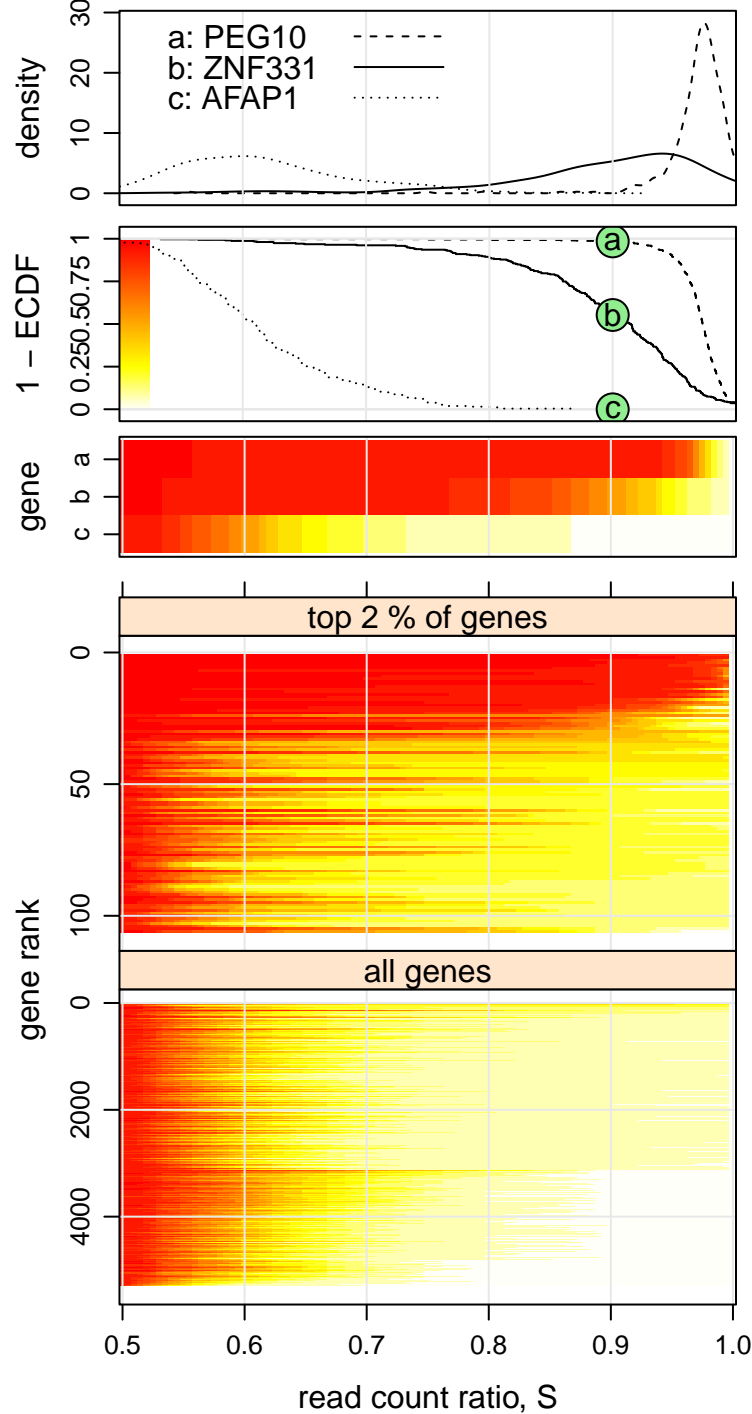 density
0 10 20 30
a: PEG10
b: ZNF331
c: AFAP1
1 − ECDF
0 0.25 0.5 0.75 1
a
b
c
gene
a
b
c
top 2 % of genes
0
50
100
gene rank
all genes
0
2000
4000
0.5 0.6 0.7 0.8 0.9 1.0
read count ratio, S